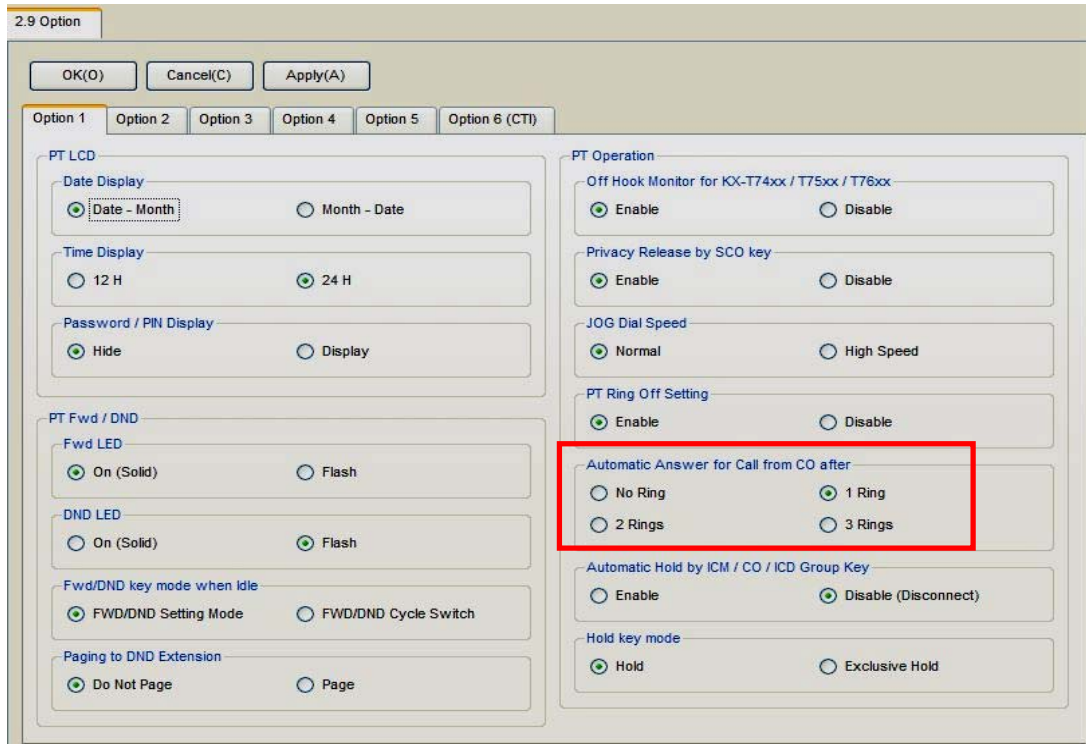 2.9 Option
OK(O) Cancel(C) Apply(A)
Option 1 Option 2 Option 3 Option 4 Option 5 Option 6 (CTI)
PT LCD
Date Display
Date - Month Month - Date
Time Display
12 H 24 H
Password / PIN Display
Hide Display
PT Fwd / DND
Fwd LED
On (Solid) Flash
DND LED
On (Solid) Flash
Fwd/DND key mode when Idle
FWD/DND Setting Mode FWD/DND Cycle Switch
Paging to DND Extension
Do Not Page Page
PT Operation
Off Hook Monitor for KX-T74xx / T75xx / T76xx
Enable Disable
Privacy Release by SCO key
Enable Disable
JOG Dial Speed
Normal High Speed
PT Ring Off Setting
Enable Disable
Automatic Answer for Call from CO after
No Ring 1 Ring
2 Rings 3 Rings
Automatic Hold by ICM / CO / ICD Group Key
Enable Disable (Disconnect)
Hold key mode
Hold Exclusive Hold